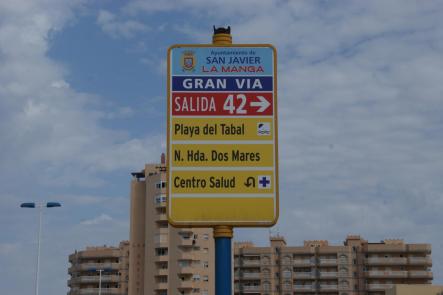 Ayuntamiento de
SAN JAVIER
LA MANGA
GRAN VIA
SALIDA 42
Playa del Tabal
N. Hda. Dos Mares
Centro Salud